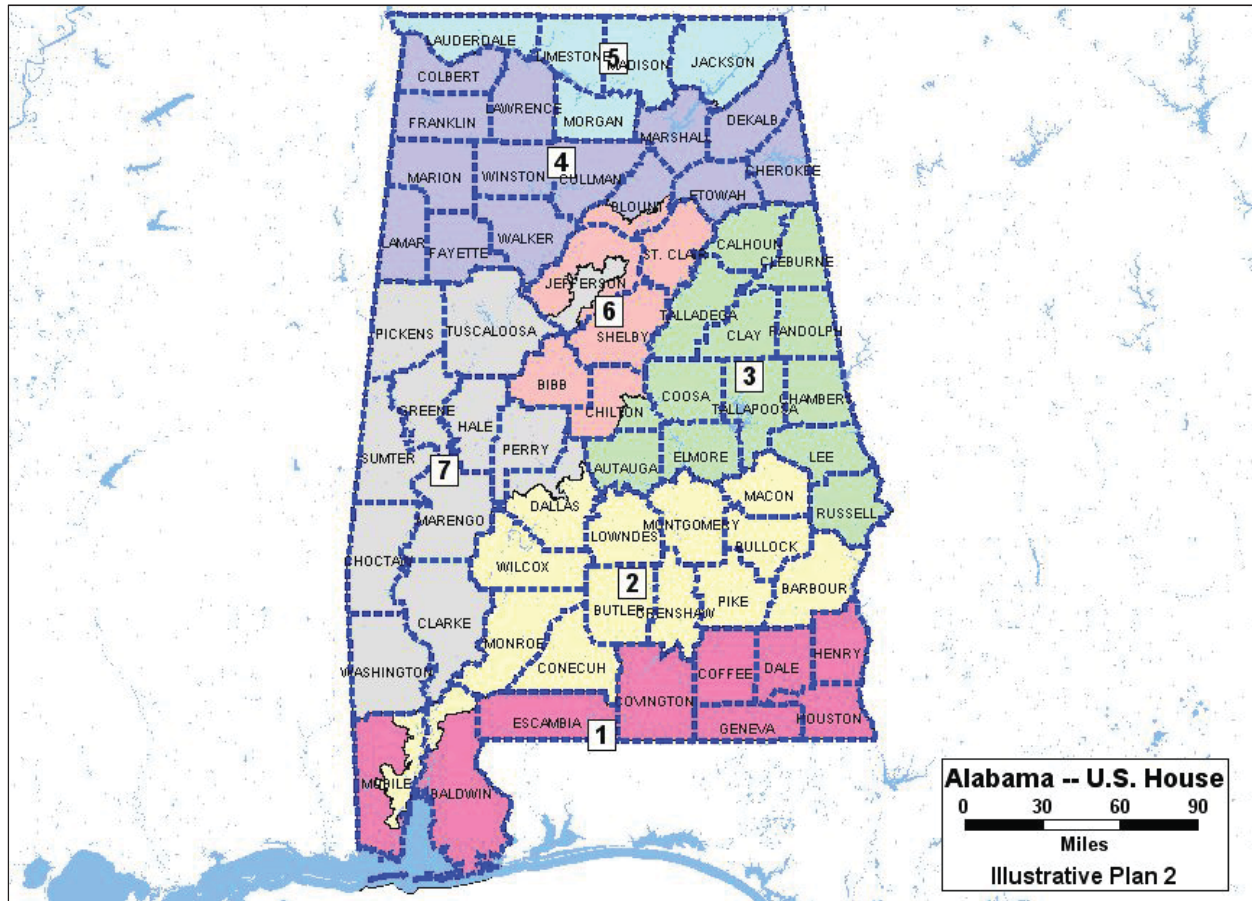 LAUDERDALE
LIMESTONE
5
MADISON
JACKSON
COLBERT
LAWRENCE
MORGAN
FRANKLIN
MARSHALL
DEKALB
4
MARION
WINSTON
CULLMAN
CHEROKEE
ETOWAH
BLOUNT
LAMAR
FAYETTE
WALKER
ST. CLAIR
CALHOUN
CLEBURNE
JEFFERSON
6
PICKENS
TUSCALOOSA
SHELBY
TALLADEGA
CLAY
RANDOLPH
3
BIBB
CHILTON
COOSA
TALLAPOOSA
CHAMBERS
GREENE
HALE
PERRY
SUMTER
7
AUTAUGA
ELMORE
LEE
MACON
RUSSELL
MARENGO
DALLAS
LOWNDES
MONTGOMERY
BULLOCK
CHOCTAW
WILCOX
2
BUTLER
CRENSHAW
PIKE
BARBOUR
CLARKE
MONROE
CONECUH
WASHINGTON
COFFEE
DALE
HENRY
COVINGTON
ESCAMBIA
1
GENEVA
HOUSTON
MOBILE
BALDWIN
Alabama -- U.S. House
0 30 60 90
Miles
Illustrative Plan 2